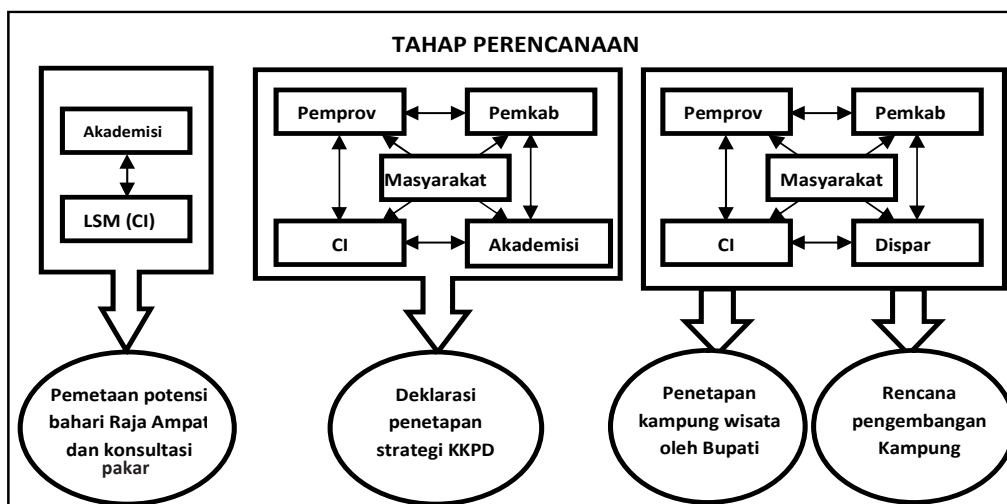 TAHAP PERENCANAAN
Akademisi
LSM (CI)
Pemetaan potensi
bahari Raja Ampat
dan konsultasi
pakar
Pemprov
Pemkab
Masyarakat
CI
Akademisi
Deklarasi
penetapan
strategi KKPD
Pemprov
Pemkab
Masyarakat
CI
Dispar
Penetapan
kampung wisata
oleh Bupati
Rencana
pengembangan
Kampung